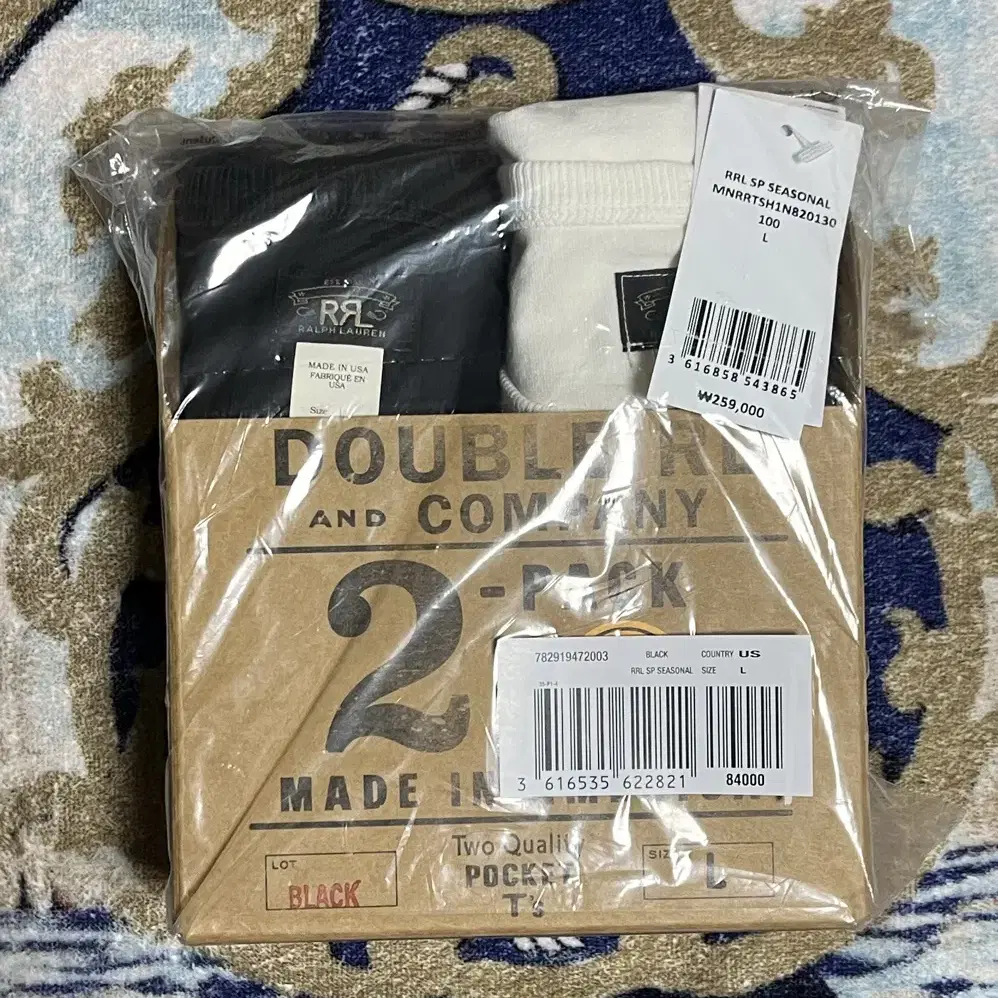 RRL SP SEASONAL
MNRRTSH1N820130
100
L
3 616858 543865
₩259,000
RRL
RALPH LAUREN
MADE IN USA
FABRIQUÉ EN
USA
Size
DOUBLE RL
AND COMPANY
2-PACK
782919472003 BLACK COUNTRY US
RRL SP SEASONAL SIZE L
3 616535 622821 84000
MADE IN
Two Quality
POCKET
T's
LOT
BLACK
SIZE
L